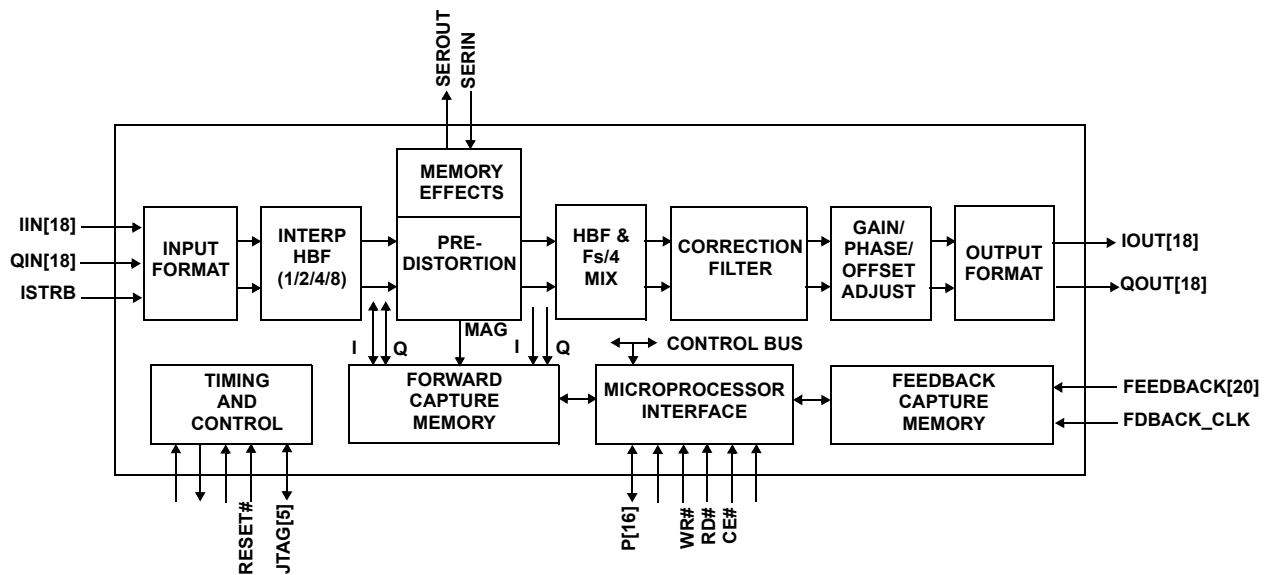 SEROUT
SERIN
MEMORY
EFFECTS
IIN[18]
QIN[18]
ISTRB
INPUT
FORMAT
INTERP
HBF
(1/2/4/8)
PRE-
DISTORTION
HBF &
Fs/4
MIX
CORRECTION
FILTER
GAIN/
PHASE/
OFFSET
ADJUST
OUTPUT
FORMAT
IOUT[18]
QOUT[18]
I
Q
MAG
I
Q
CONTROL BUS
TIMING
AND
CONTROL
FORWARD
CAPTURE
MEMORY
MICROPROCESSOR
INTERFACE
FEEDBACK
CAPTURE
MEMORY
FEEDBACK[20]
FDBACK_CLK
RESET#
JTAG[5]
P[16]
WR#
RD#
CE#